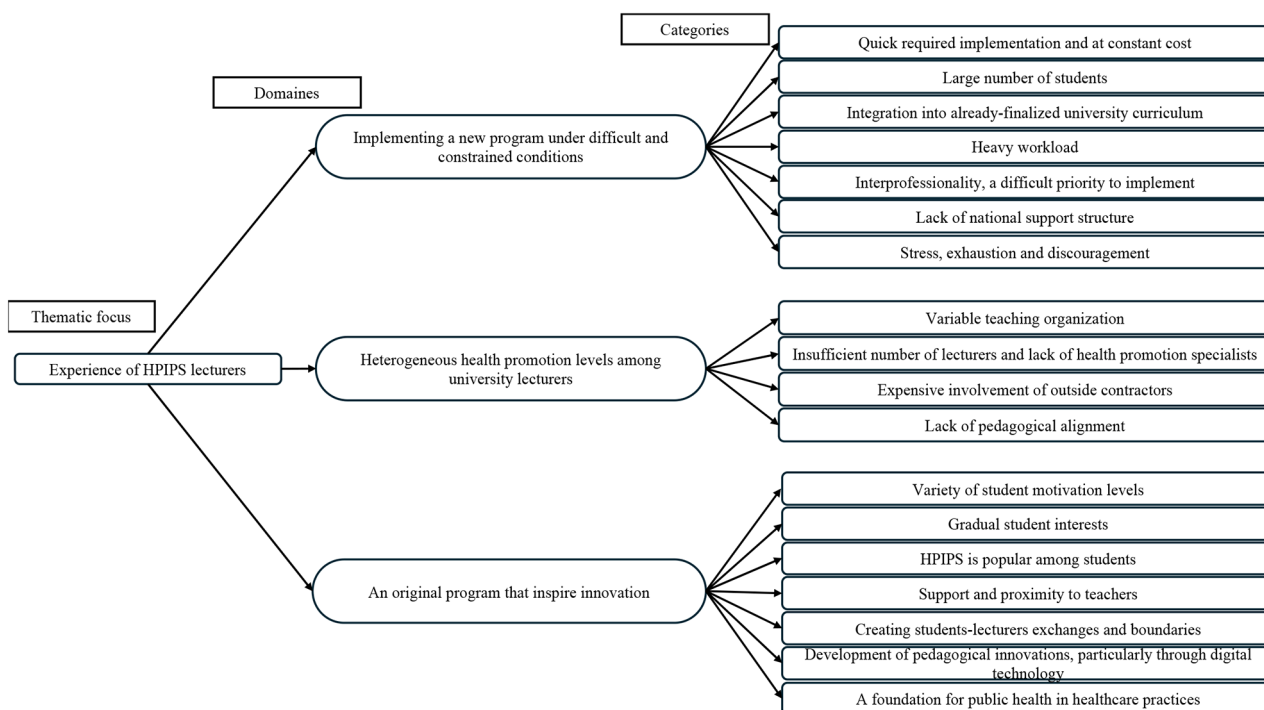 Categories
Quick required implementation and at constant cost
Large number of students
Domaines
Integration into already-finalized university curriculum
Implementing a new program under difficult and
constrained conditions
Heavy workload
Interprofessionality, a difficult priority to implement
Lack of national support structure
Stress, exhaustion and discouragement
Thematic focus
Experience of HPIPS lecturers
Variable teaching organization
Heterogeneous health promotion levels among
university lecturers
Insufficient number of lecturers and lack of health promotion specialists
Expensive involvement of outside contractors
Lack of pedagogical alignment
Variety of student motivation levels
Gradual student interests
HPIPS is popular among students
An original program that inspire innovation
Support and proximity to teachers
Creating students-lecturers exchanges and boundaries
Development of pedagogical innovations, particularly through digital
technology
A foundation for public health in healthcare practices